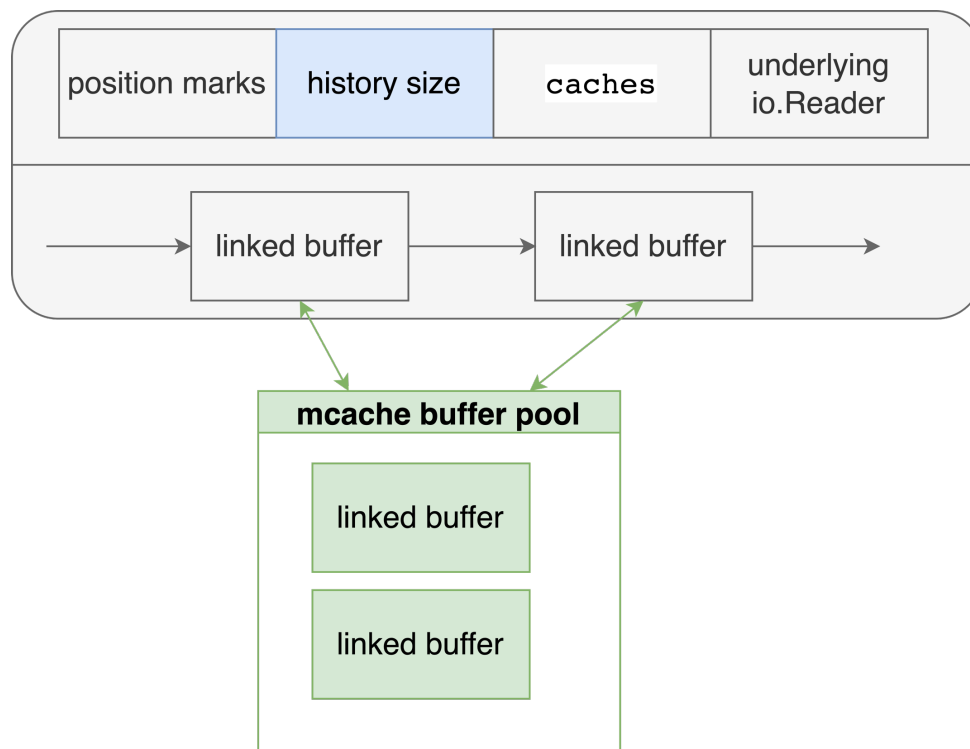 position marks
history size
caches
underlying
io.Reader
linked buffer
linked buffer
mcache buffer pool
linked buffer
linked buffer